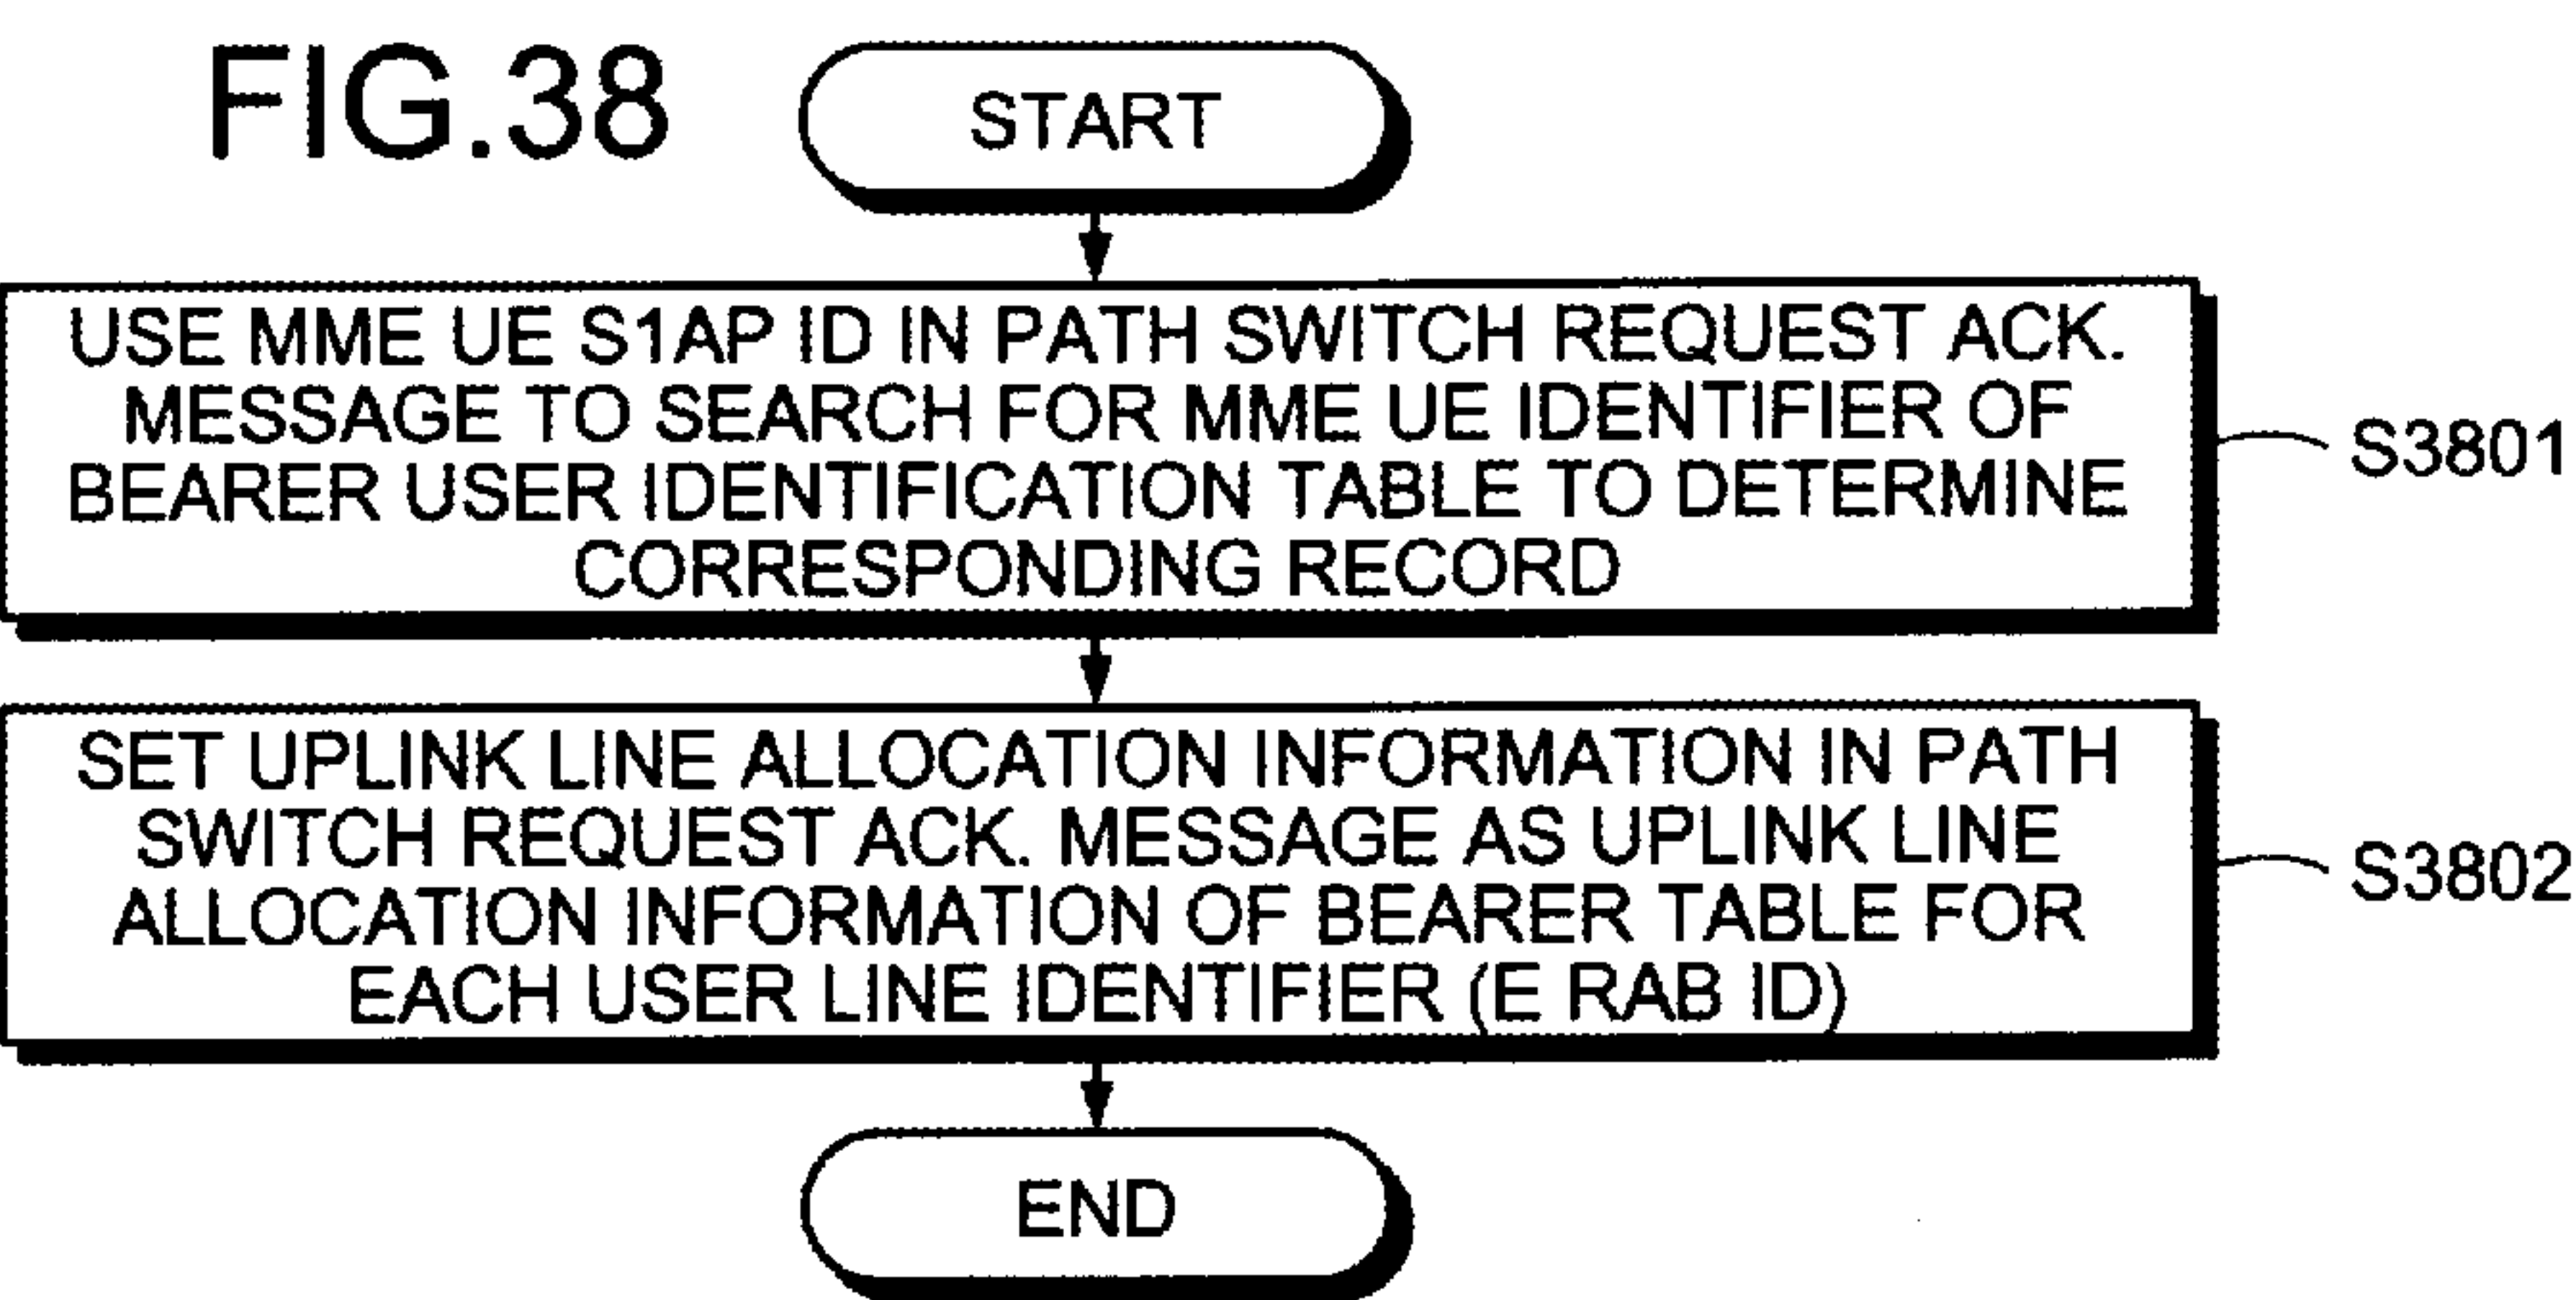 FIG.38
START
USE MME UE S1AP ID IN PATH SWITCH REQUEST ACK.
MESSAGE TO SEARCH FOR MME UE IDENTIFIER OF
BEARER USER IDENTIFICATION TABLE TO DETERMINE
CORRESPONDING RECORD
S3801
SET UPLINK LINE ALLOCATION INFORMATION IN PATH
SWITCH REQUEST ACK. MESSAGE AS UPLINK LINE
ALLOCATION INFORMATION OF BEARER TABLE FOR
EACH USER LINE IDENTIFIER (E RAB ID)
S3802
END